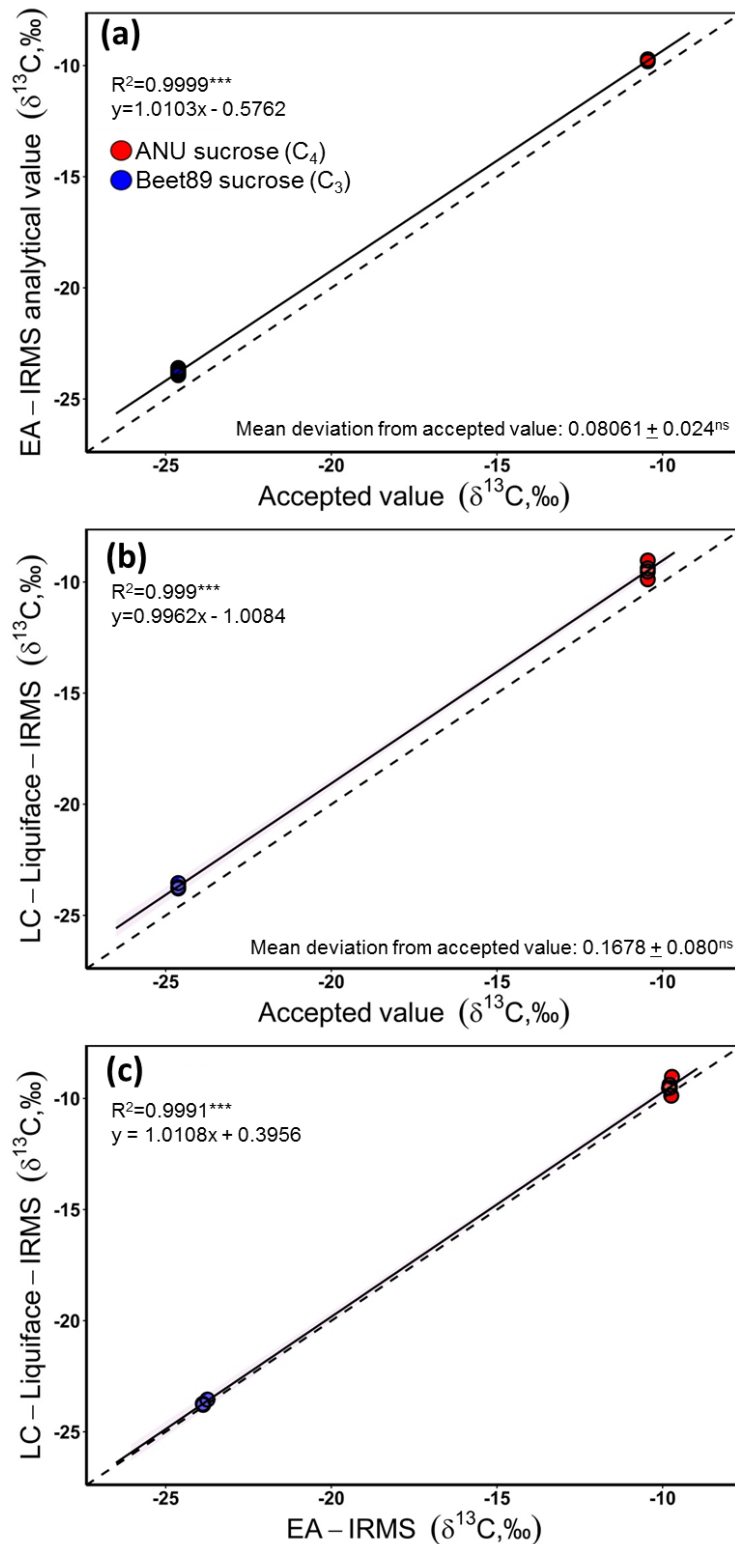 (a)
R²=0.9999***
y=1.0103x - 0.5762
ANU sucrose (C₄)
Beet89 sucrose (C₃)
EA – IRMS analytical value (δ¹³C,‰)
-10
-15
-20
-25
Mean deviation from accepted value: 0.08061 ± 0.024ⁿˢ
-25 -20 -15 -10
Accepted value (δ¹³C,‰)
(b)
R²=0.999***
y=0.9962x - 1.0084
LC – Liquiface – IRMS (δ¹³C,‰)
-10
-15
-20
-25
Mean deviation from accepted value: 0.1678 ± 0.080ⁿˢ
-25 -20 -15 -10
Accepted value (δ¹³C,‰)
(c)
R²=0.9991***
y = 1.0108x + 0.3956
LC – Liquiface – IRMS (δ¹³C,‰)
-10
-15
-20
-25
-25 -20 -15 -10
EA – IRMS (δ¹³C,‰)